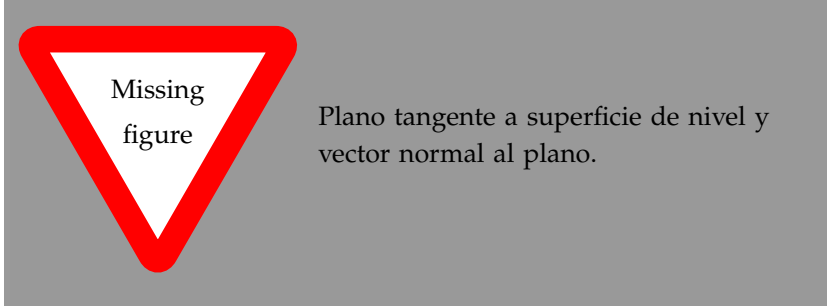 Missing
figure
Plano tangente a superficie de nivel y
vector normal al plano.